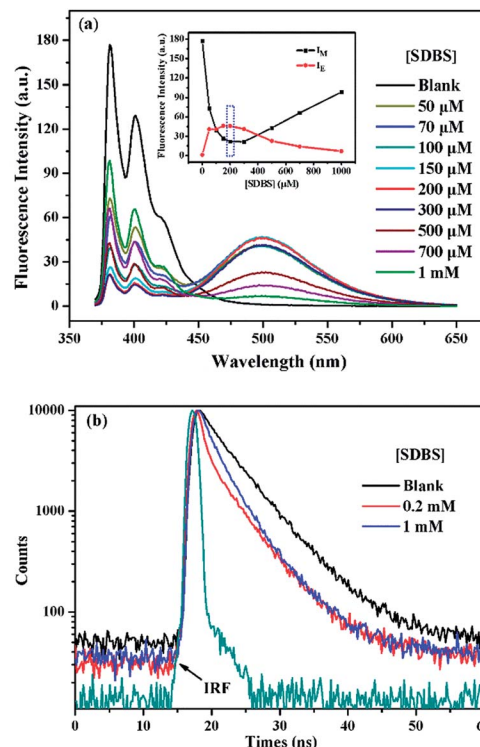 (a)
[SDBS]
Blank
50 μM
70 μM
100 μM
150 μM
200 μM
300 μM
500 μM
700 μM
1 mM
Fluorescence Intensity (a.u.)
180
150
120
90
60
30
0
350 400 450 500 550 600 650
Wavelength (nm)
Fluorescence Intensity (a.u.)
180
150
120
90
60
30
0
I_M
I_E
0 200 400 600 800 1000
[SDBS] (μM)
(b)
[SDBS]
Blank
0.2 mM
1 mM
Counts
10000
1000
100
IRF
0 10 20 30 40 50 60
Times (ns)